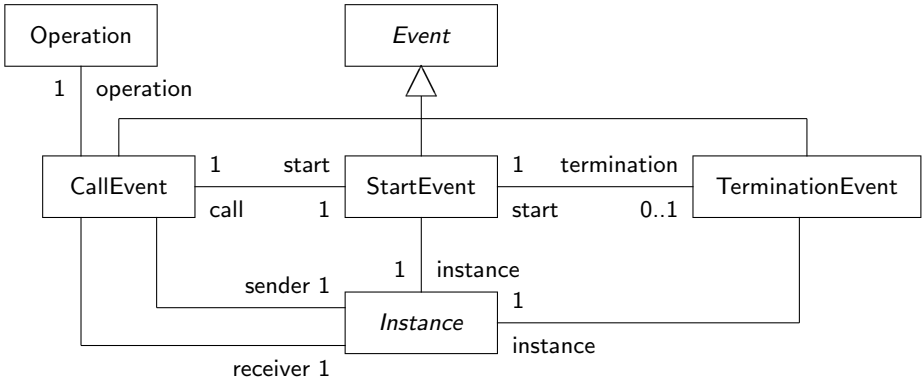 Operation
Event
1 operation
CallEvent
1 start
StartEvent
1 termination
TerminationEvent
call 1
start 0..1
1 instance
sender 1
1
Instance
instance
receiver 1